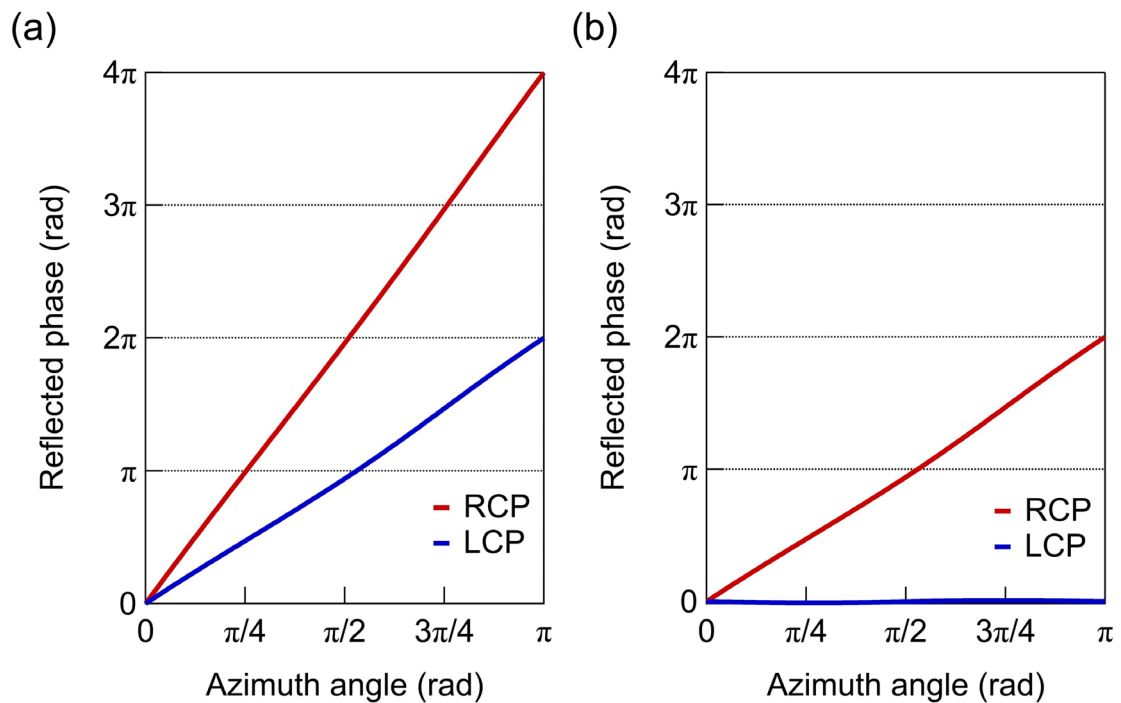 (a)
4π
3π
2π
π
0
Reflected phase (rad)
RCP
LCP
0 π/4 π/2 3π/4 π
Azimuth angle (rad)
(b)
4π
3π
2π
π
0
Reflected phase (rad)
RCP
LCP
0 π/4 π/2 3π/4 π
Azimuth angle (rad)